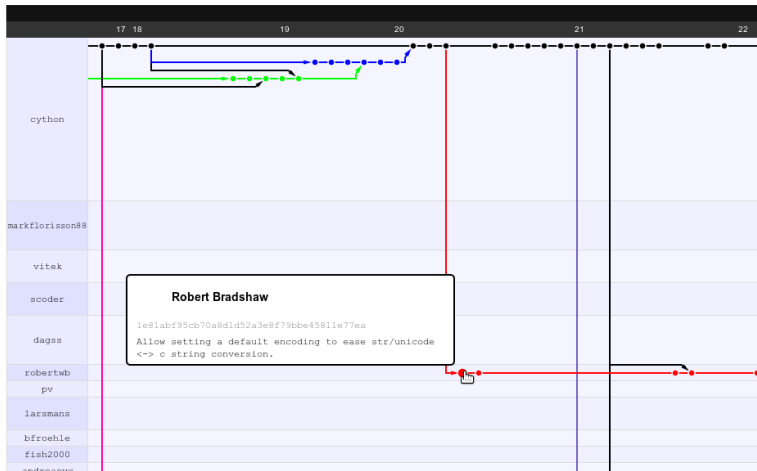 17 18 19 20 21 22
cython
markflorisson88
vitek
scoder
dagss
robertwb
pv
larsmans
bfroehle
fish2000
Robert Bradshaw
1e81abf95cb70a8d1d52a3e8f79bbe45811e77ea
Allow setting a default encoding to ease str/unicode
<-> c string conversion.